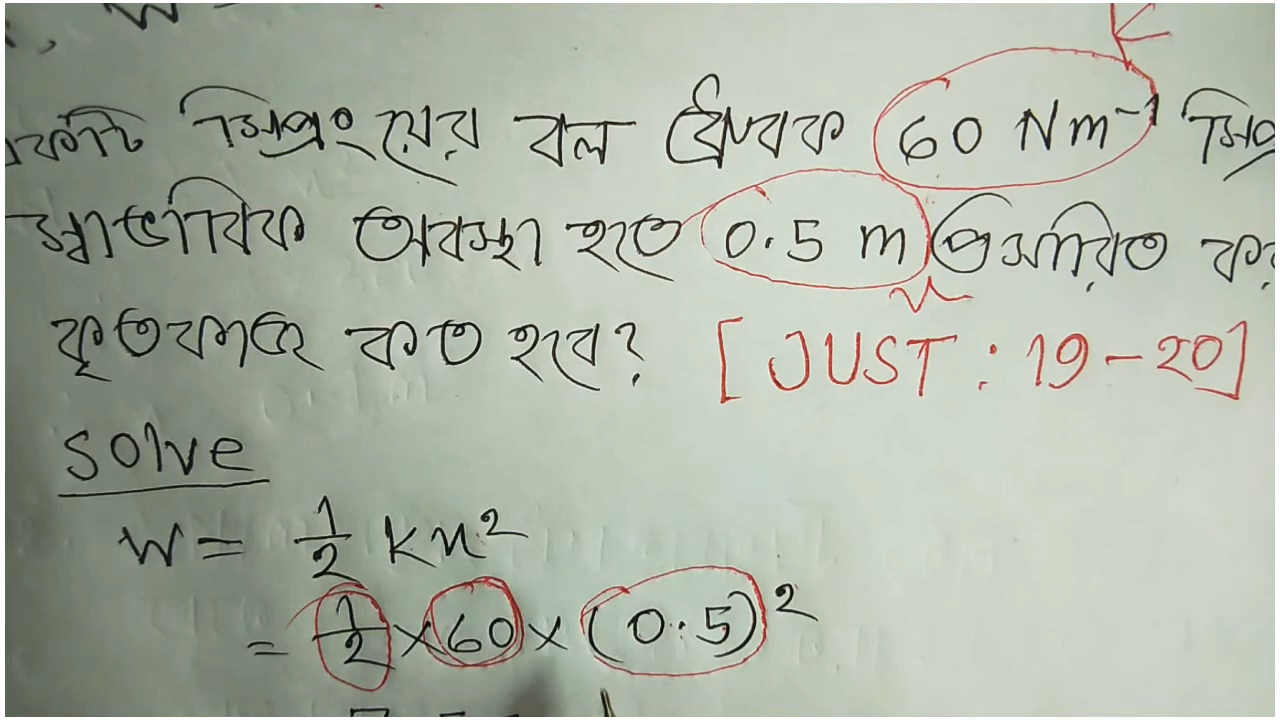 K
একটি স্প্রিংয়ের বল ধ্রুবক 60 Nm⁻¹
স্বাভাবিক অবস্থা হতে 0.5 m প্রসারিত
কৃতকাজ কত হবে? [JUST : 19-20]
Solve
W = 1/2 Kx²
= 1/2 × 60 × (0.5)²